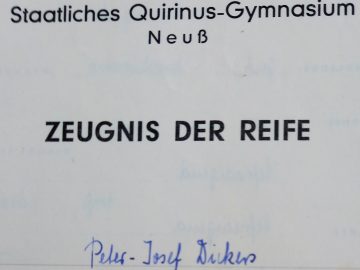 Staatliches Quirinus-Gymnasium
Neuß
ZEUGNIS DER REIFE
Peter-Josef Dickers